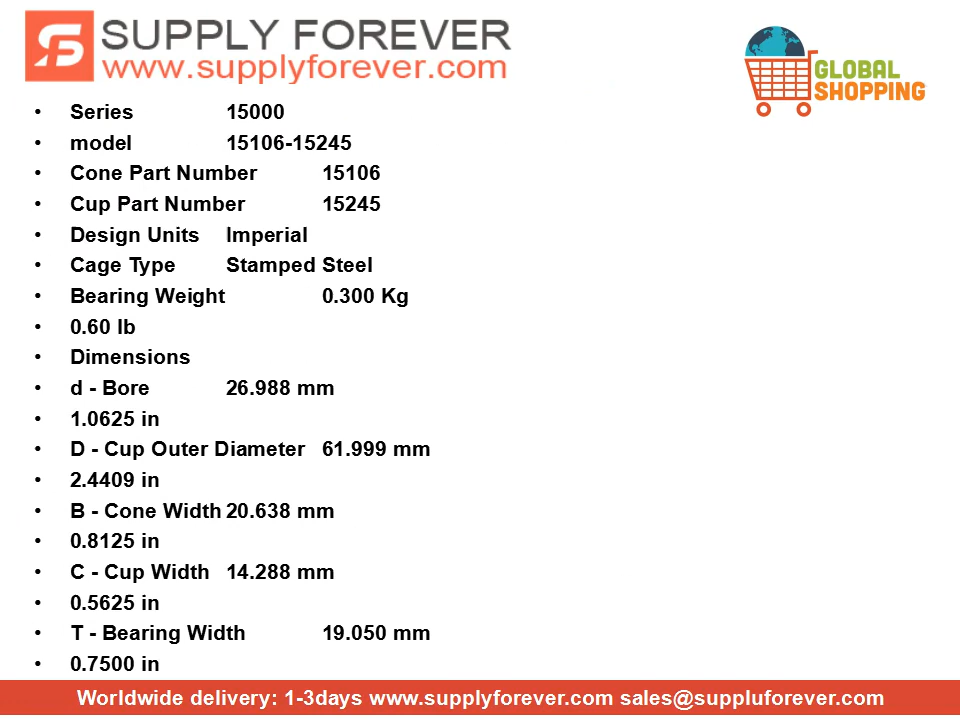 SUPPLY FOREVER
www.supplyforever.com
GLOBAL
SHOPPING
• Series 15000
• model 15106-15245
• Cone Part Number 15106
• Cup Part Number 15245
• Design Units Imperial
• Cage Type Stamped Steel
• Bearing Weight 0.300 Kg
• 0.60 lb
• Dimensions
• d - Bore 26.988 mm
• 1.0625 in
• D - Cup Outer Diameter 61.999 mm
• 2.4409 in
• B - Cone Width 20.638 mm
• 0.8125 in
• C - Cup Width 14.288 mm
• 0.5625 in
• T - Bearing Width 19.050 mm
• 0.7500 in
Worldwide delivery: 1-3days www.supplyforever.com sales@suppluforever.com